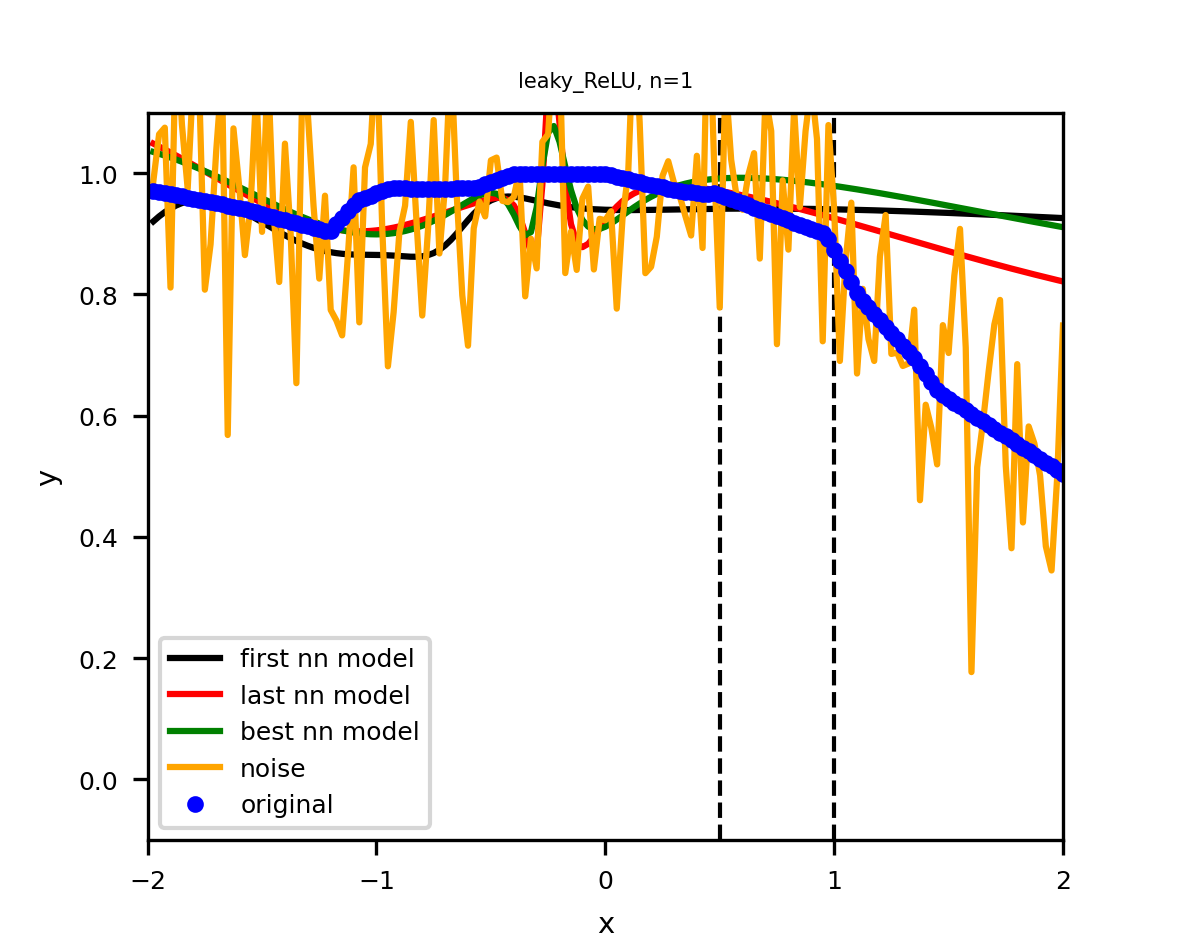 leaky_ReLU, n=1
1.0
0.8
0.6
0.4
0.2
0.0
y
first nn model
last nn model
best nn model
noise
original
−2
−1
0
1
2
x